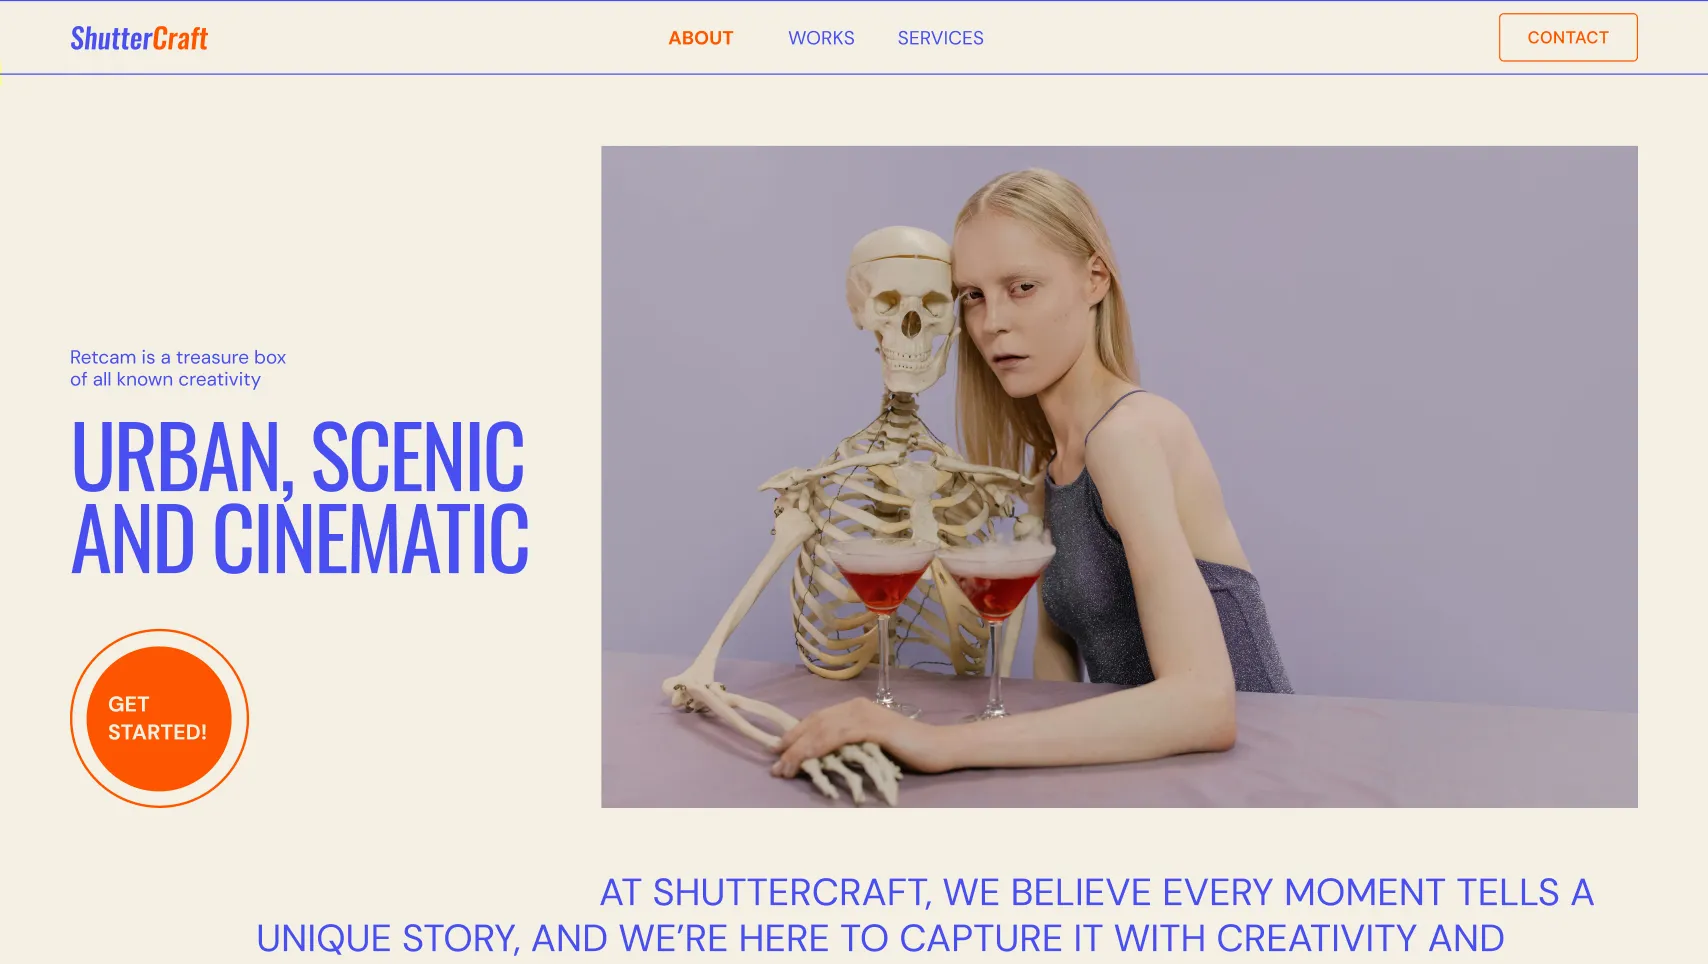 ShutterCraft
ABOUT
WORKS
SERVICES
CONTACT
Retcam is a treasure box
of all known creativity
URBAN, SCENIC
AND CINEMATIC
GET
STARTED!
AT SHUTTERCRAFT, WE BELIEVE EVERY MOMENT TELLS A
UNIQUE STORY, AND WE’RE HERE TO CAPTURE IT WITH CREATIVITY AND